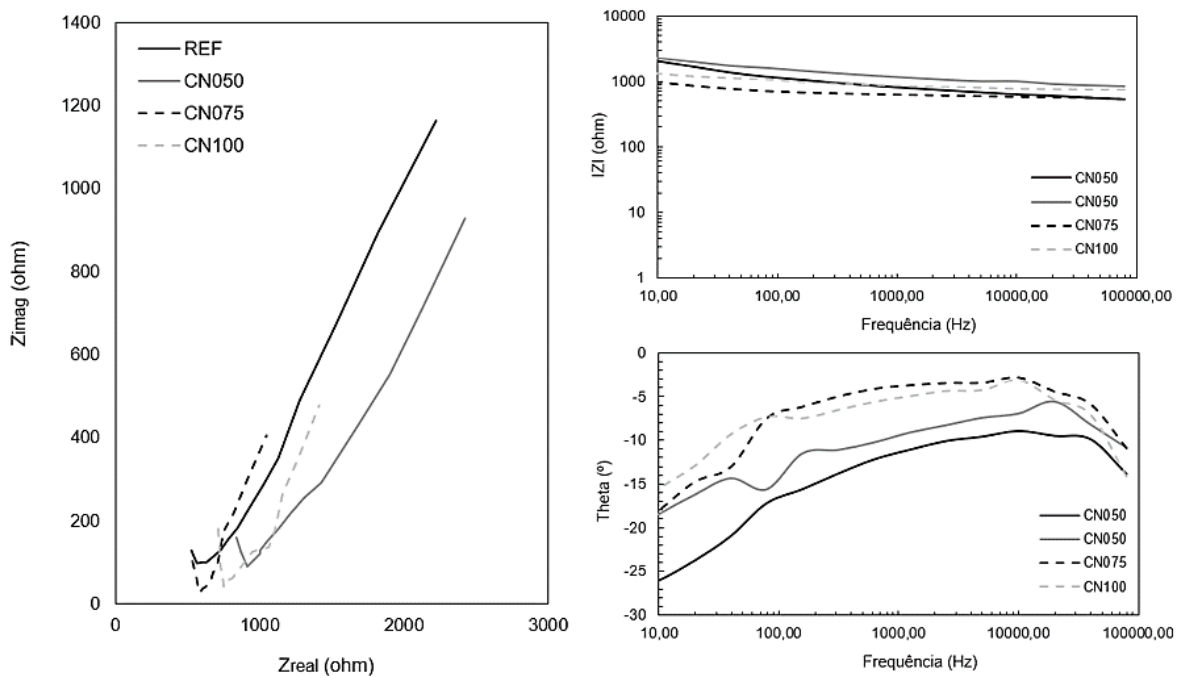 1400
1200
1000
800
600
400
200
0
Zimag (ohm)
REF
CN050
CN075
CN100
0 1000 2000 3000
Zreal (ohm)
10000
1000
100
10
1
IZI (ohm)
CN050
CN050
CN075
CN100
10,00 100,00 1000,00 10000,00 100000,00
Frequência (Hz)
0
-5
-10
-15
-20
-25
-30
Theta (º)
CN050
CN050
CN075
CN100
10,00 100,00 1000,00 10000,00 100000,00
Frequência (Hz)